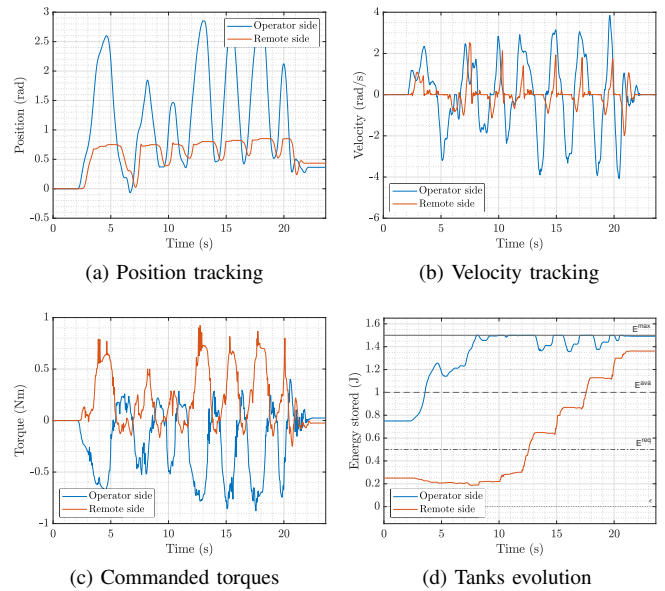 3
2.5
2
1.5
1
0.5
0
-0.5
Position (rad)
Operator side
Remote side
0 5 10 15 20
Time (s)
(a) Position tracking
4
2
0
-2
-4
-6
Velocity (rad/s)
Operator side
Remote side
0 5 10 15 20
Time (s)
(b) Velocity tracking
1
0.5
0
-0.5
-1
Torque (Nm)
Operator side
Remote side
0 5 10 15 20
Time (s)
(c) Commanded torques
1.6
1.4
1.2
1
0.8
0.6
0.4
0.2
0
Energy stored (J)
E^max
E^ava
E^req
ϵ
Operator side
Remote side
0 5 10 15 20
Time (s)
(d) Tanks evolution